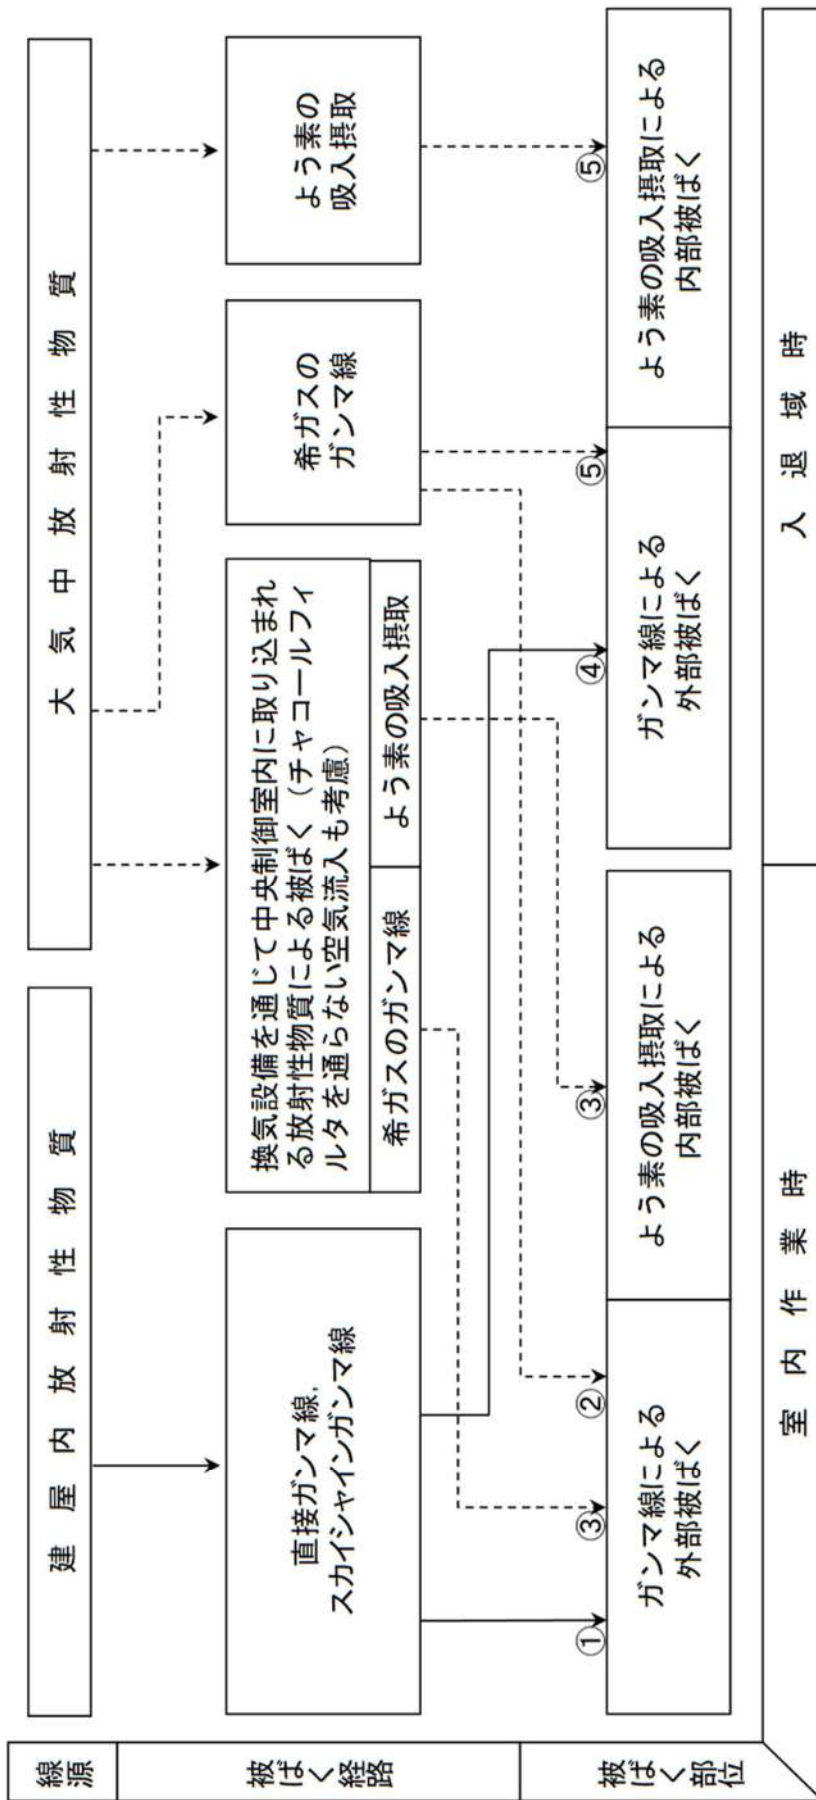 線源
建屋内放射性物質
大気中放射性物質
被ばく経路
直接ガンマ線,
スカイシャインガンマ線
換気設備を通じて中央制御室内に取り込まれ
る放射性物質による被ばく（チャコールフィ
ルタを通らない空気流入も考慮）
希ガスのガンマ線
よう素の吸入摂取
希ガスの
ガンマ線
よう素の
吸入摂取
被ばく部位
①
③
②
③
④
⑤
⑤
ガンマ線による
外部被ばく
よう素の吸入摂取による
内部被ばく
ガンマ線による
外部被ばく
よう素の吸入摂取による
内部被ばく
室内作業時
入退域時